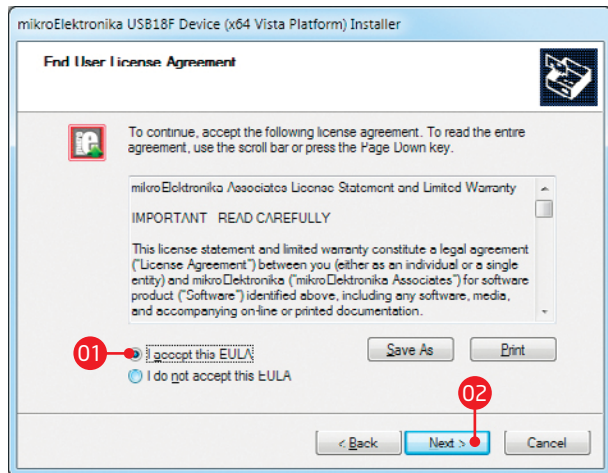 mikroElektronika USB18F Device (x64 Vista Platform) Installer
End User License Agreement
To continue, accept the following license agreement. To read the entire
agreement, use the scroll bar or press the Page Down key.
mikroElektronika Associates License Statement and Limited Warranty
IMPORTANT READ CAREFULLY
This license statement and limited warranty constitute a legal agreement
("License Agreement") between you (either as an individual or a single
entity) and mikroElektronika ("mikroElektronika Associates") for software
product ("Software") identified above, including any software, media,
and accompanying on-line or printed documentation.
01
I accept this EULA
Save As
Print
I do not accept this EULA
02
< Back
Next >
Cancel